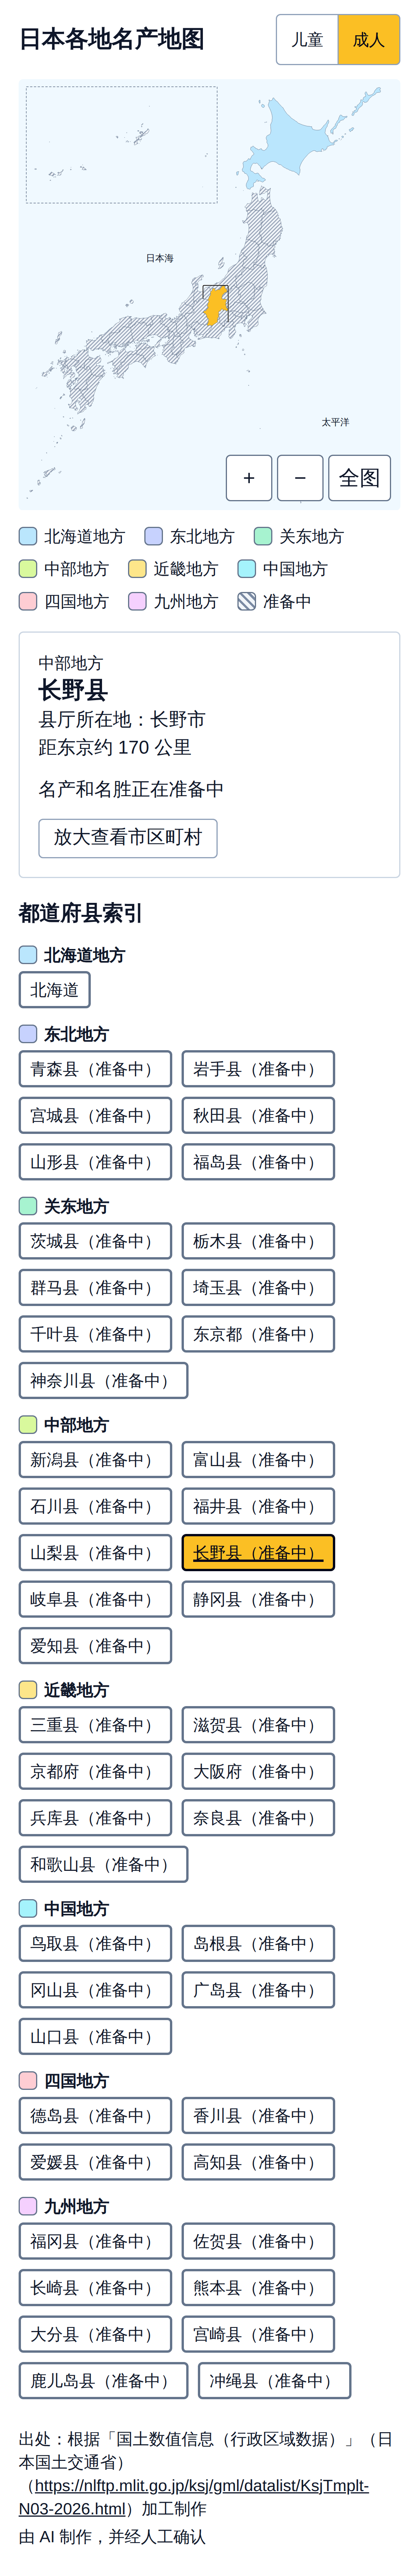 日本各地名产地图
儿童 成人
日本海
太平洋
+ − 全图
北海道地方 东北地方 关东地方
中部地方 近畿地方 中国地方
四国地方 九州地方 准备中
中部地方
长野县
县厅所在地：长野市
距东京约 170 公里
名产和名胜正在准备中
放大查看市区町村
都道府县索引
北海道地方
北海道
东北地方
青森县（准备中） 岩手县（准备中）
宫城县（准备中） 秋田县（准备中）
山形县（准备中） 福岛县（准备中）
关东地方
茨城县（准备中） 栃木县（准备中）
群马县（准备中） 埼玉县（准备中）
千叶县（准备中） 东京都（准备中）
神奈川县（准备中）
中部地方
新潟县（准备中） 富山县（准备中）
石川县（准备中） 福井县（准备中）
山梨县（准备中） 长野县（准备中）
岐阜县（准备中） 静冈县（准备中）
爱知县（准备中）
近畿地方
三重县（准备中） 滋贺县（准备中）
京都府（准备中） 大阪府（准备中）
兵库县（准备中） 奈良县（准备中）
和歌山县（准备中）
中国地方
鸟取县（准备中） 岛根县（准备中）
冈山县（准备中） 广岛县（准备中）
山口县（准备中）
四国地方
德岛县（准备中） 香川县（准备中）
爱媛县（准备中） 高知县（准备中）
九州地方
福冈县（准备中） 佐贺县（准备中）
长崎县（准备中） 熊本县（准备中）
大分县（准备中） 宫崎县（准备中）
鹿儿岛县（准备中） 冲绳县（准备中）
出处：根据「国土数值信息（行政区域数据）」（日
本国土交通省）
（https://nlftp.mlit.go.jp/ksj/gml/datalist/KsjTmplt-
N03-2026.html）加工制作
由 AI 制作，并经人工确认